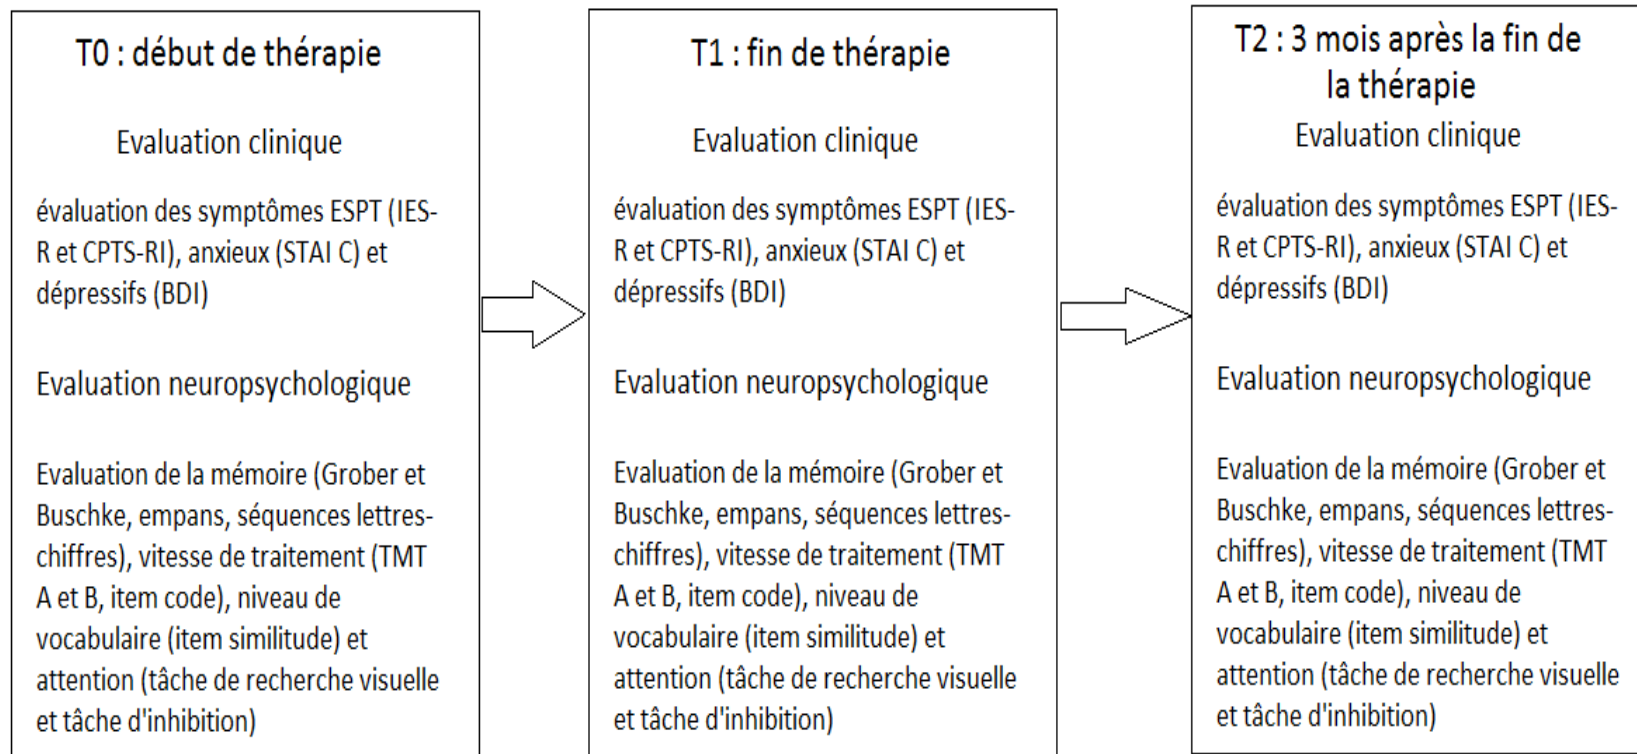 T0 : début de thérapie
Evaluation clinique
évaluation des symptômes ESPT (IES-
R et CPTS-RI), anxieux (STAI C) et
dépressifs (BDI)
Evaluation neuropsychologique
Evaluation de la mémoire (Grober et
Buschke, empans, séquences lettres-
chiffres), vitesse de traitement (TMT
A et B, item code), niveau de
vocabulaire (item similitude) et
attention (tâche de recherche visuelle
et tâche d'inhibition)
T1 : fin de thérapie
Evaluation clinique
évaluation des symptômes ESPT (IES-
R et CPTS-RI), anxieux (STAI C) et
dépressifs (BDI)
Evaluation neuropsychologique
Evaluation de la mémoire (Grober et
Buschke, empans, séquences lettres-
chiffres), vitesse de traitement (TMT
A et B, item code), niveau de
vocabulaire (item similitude) et
attention (tâche de recherche visuelle
et tâche d'inhibition)
T2 : 3 mois après la fin de
la thérapie
Evaluation clinique
évaluation des symptômes ESPT (IES-
R et CPTS-RI), anxieux (STAI C) et
dépressifs (BDI)
Evaluation neuropsychologique
Evaluation de la mémoire (Grober et
Buschke, empans, séquences lettres-
chiffres), vitesse de traitement (TMT
A et B, item code), niveau de
vocabulaire (item similitude) et
attention (tâche de recherche visuelle
et tâche d'inhibition)